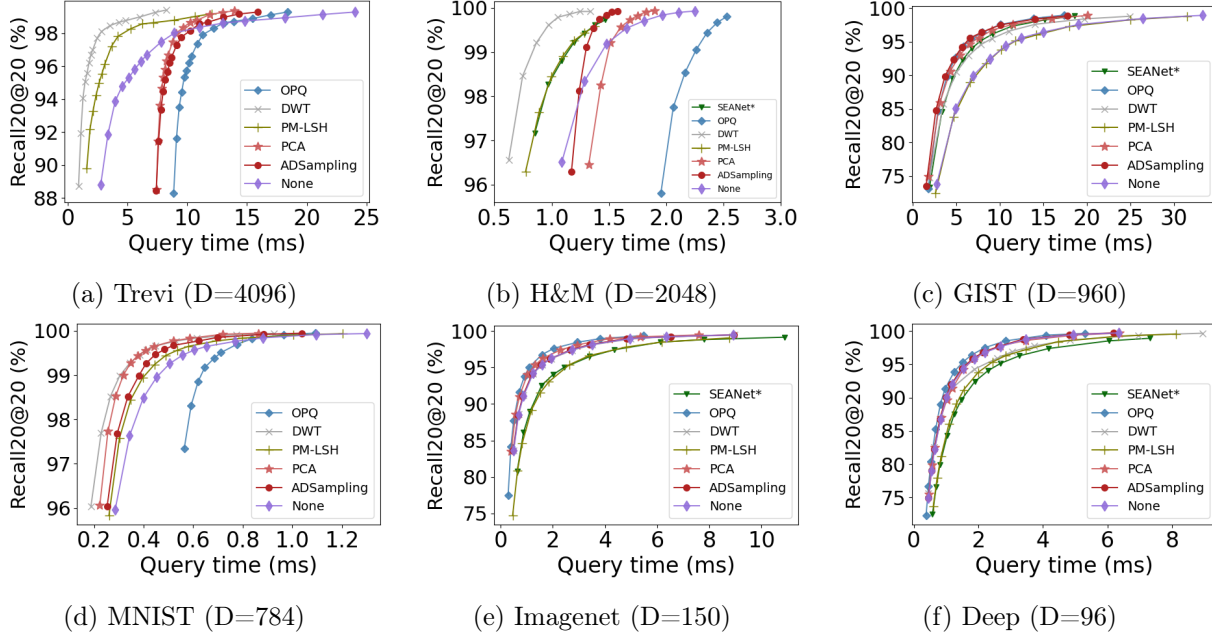 Recall20@20 (%)
98
96
94
92
90
88
0
5
10
15
20
25
Query time (ms)
OPQ
DWT
PM-LSH
PCA
ADSampling
None
(a) Trevi (D=4096)
Recall20@20 (%)
100
99
98
97
96
0.5
1.0
1.5
2.0
2.5
3.0
Query time (ms)
SEANet*
OPQ
DWT
PM-LSH
PCA
ADSampling
None
(b) H&M (D=2048)
Recall20@20 (%)
100
95
90
85
80
75
0
5
10
15
20
25
30
Query time (ms)
SEANet*
OPQ
DWT
PM-LSH
PCA
ADSampling
None
(c) GIST (D=960)
Recall20@20 (%)
100
99
98
97
96
0.2
0.4
0.6
0.8
1.0
1.2
Query time (ms)
OPQ
DWT
PM-LSH
PCA
ADSampling
None
(d) MNIST (D=784)
Recall20@20 (%)
100
95
90
85
80
75
0
2
4
6
8
10
Query time (ms)
SEANet*
OPQ
DWT
PM-LSH
PCA
ADSampling
None
(e) Imagenet (D=150)
Recall20@20 (%)
100
95
90
85
80
75
0
2
4
6
8
Query time (ms)
SEANet*
OPQ
DWT
PM-LSH
PCA
ADSampling
None
(f) Deep (D=96)